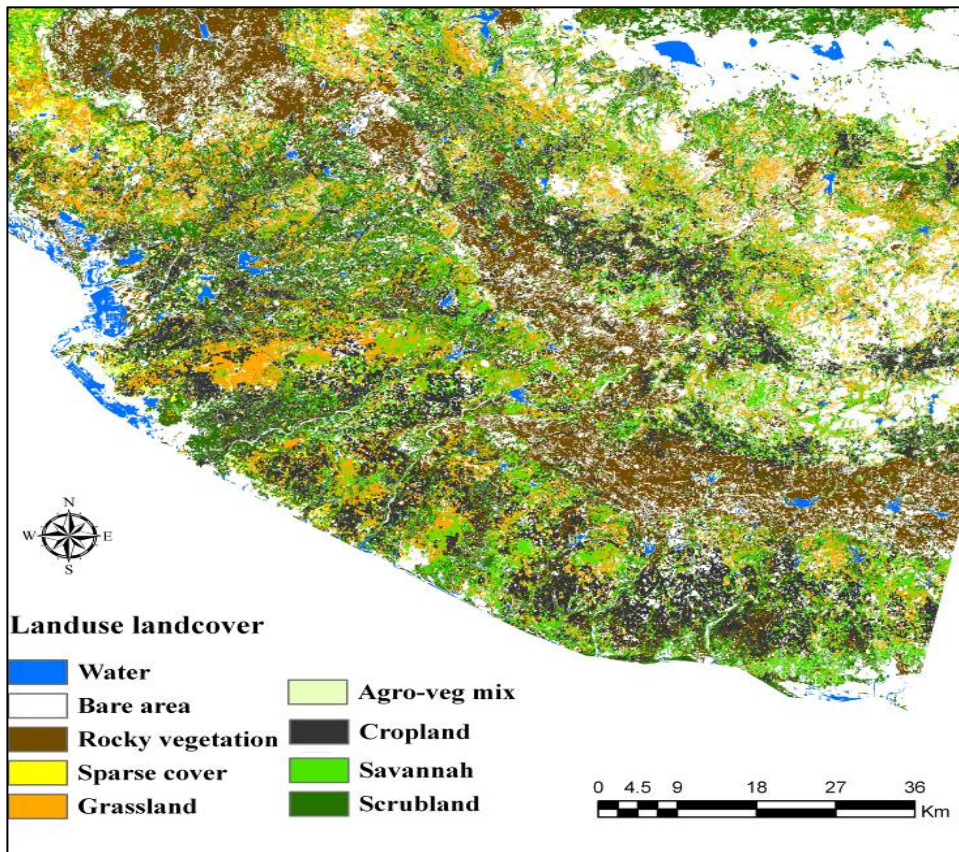 N
W E
S
Landuse landcover
Water
Bare area
Rocky vegetation
Sparse cover
Grassland
Agro-veg mix
Cropland
Savannah
Scrubland
0 4.5 9 18 27 36
Km